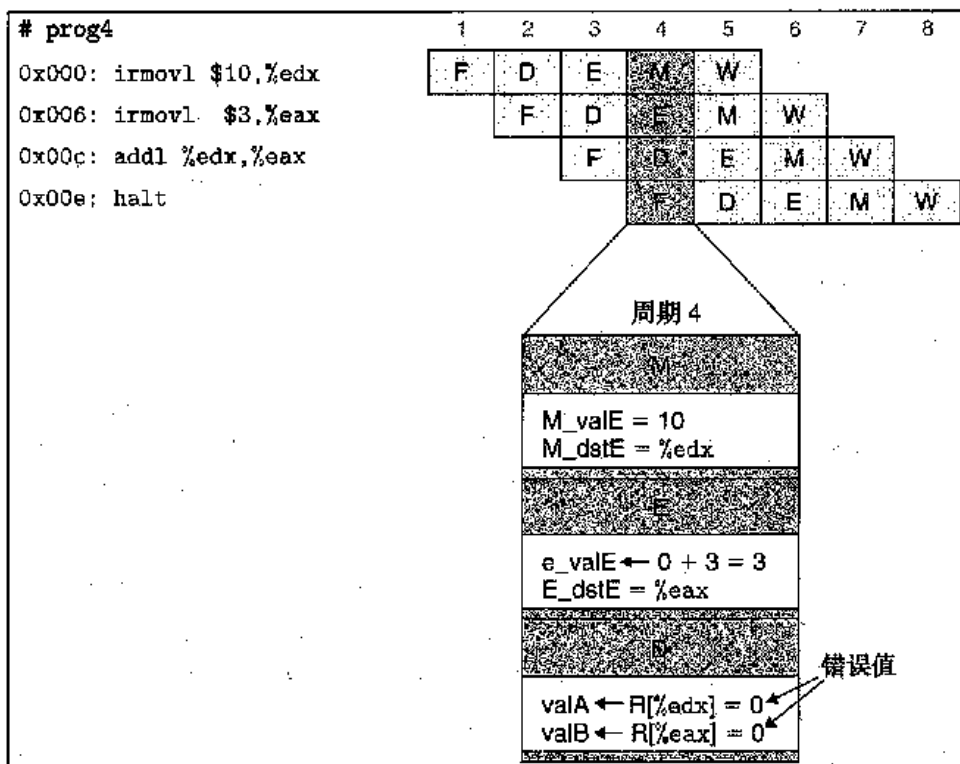 # prog4 1 2 3 4 5 6 7 8
0x000: irmovl $10,%edx F D E M W
0x006: irmovl $3,%eax F D E M W
0x00c: addl %edx,%eax F D E M W
0x00e: halt F D E M W
周期 4
M
M_valE = 10
M_dstE = %edx
E
e_valE ← 0 + 3 = 3
E_dstE = %eax
D
错误值
valA ← R[%edx] = 0
valB ← R[%eax] = 0